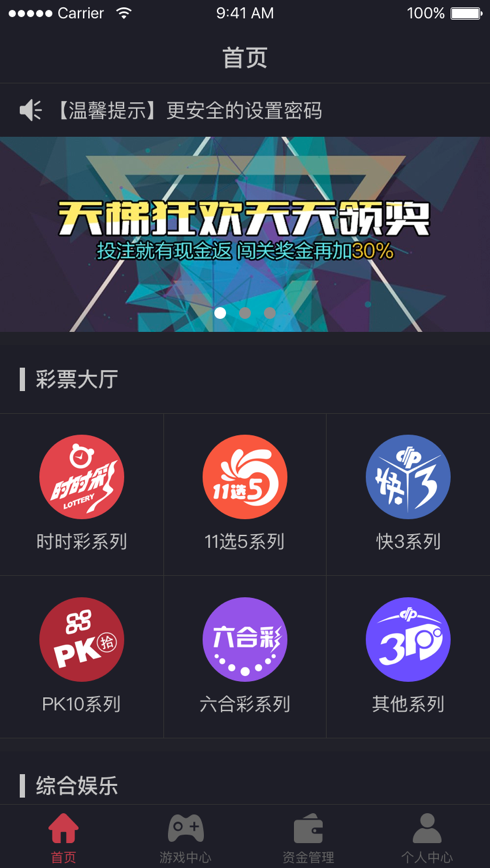 Carrier 9:41 AM 100%
首页
【温馨提示】更安全的设置密码
天梯狂欢天天领奖
投注就有现金返 闯关奖金再加30%
彩票大厅
时时彩 LOTTERY
11选5
快3
时时彩系列
11选5系列
快3系列
PK拾
六合彩
3D
PK10系列
六合彩系列
其他系列
综合娱乐
首页
游戏中心
资金管理
个人中心